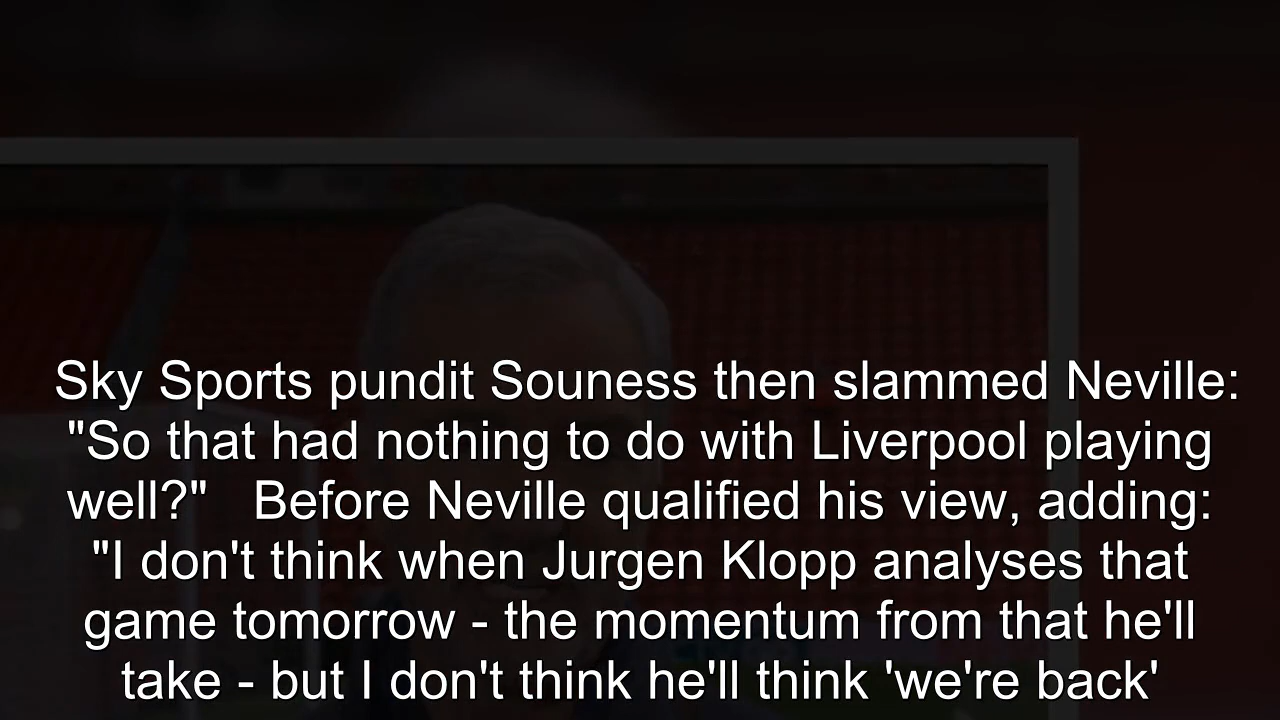 Sky Sports pundit Souness then slammed Neville:
"So that had nothing to do with Liverpool playing
well?"   Before Neville qualified his view, adding:
"I don't think when Jurgen Klopp analyses that
game tomorrow - the momentum from that he'll
take - but I don't think he'll think 'we're back'